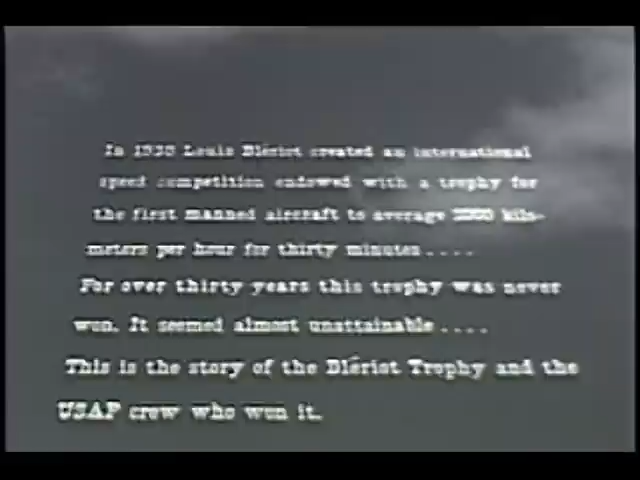 In 1930 Louis Blériot created an international
speed competition endowed with a trophy for
the first manned aircraft to average 2000 kilo-
meters per hour for thirty minutes....
For over thirty years this trophy was never
won. It seemed almost unattainable....
This is the story of the Blériot Trophy and the
USAF crew who won it.